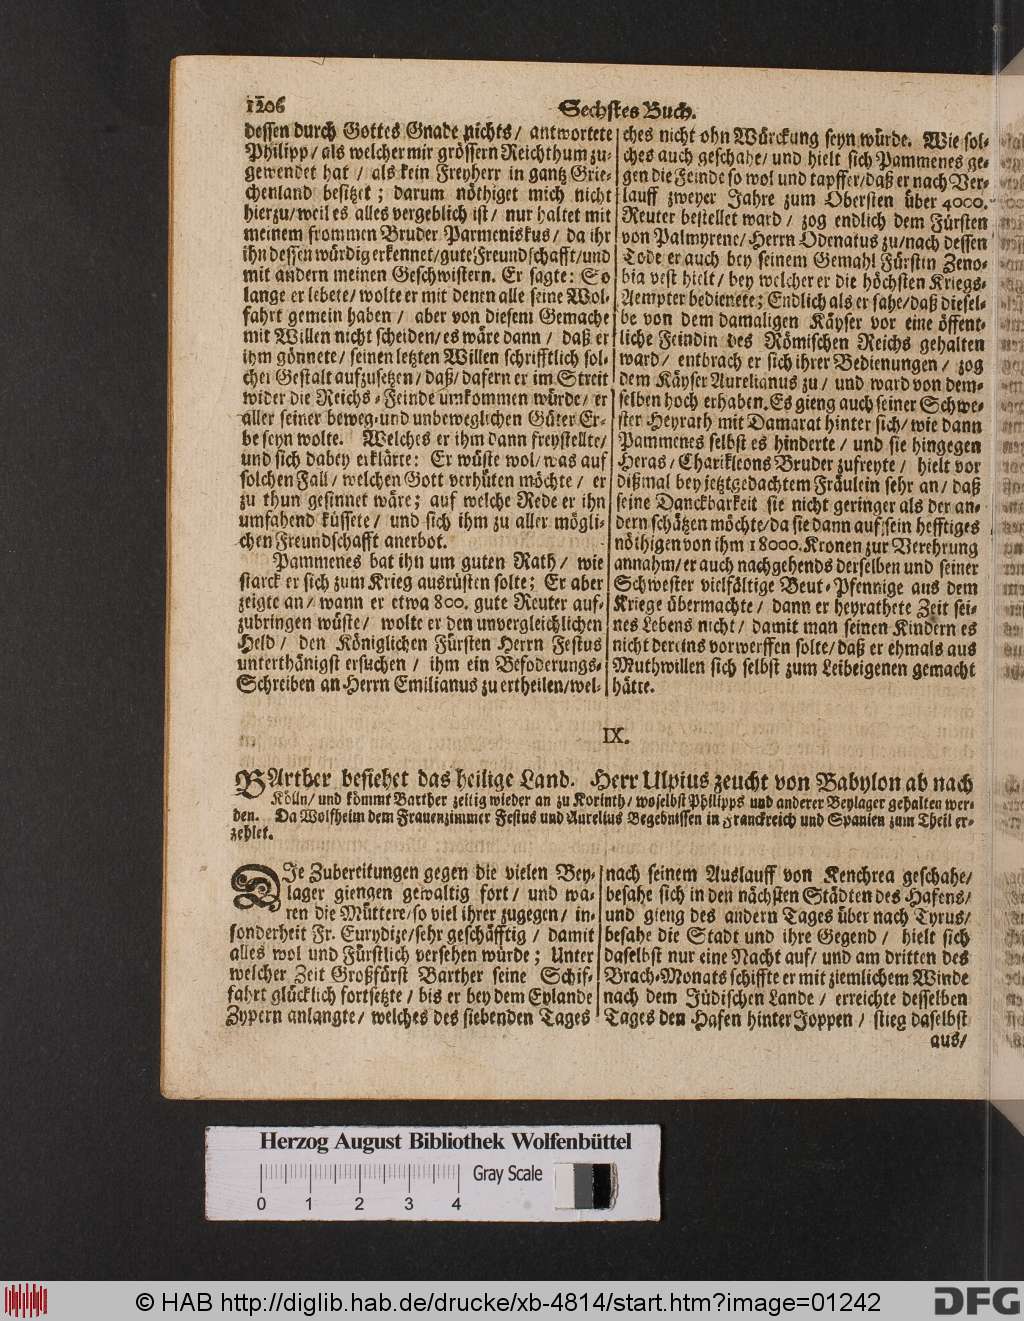 1206
Sechstes Buch.
dessen durch Gottes Gnade nichts/ antwortete
Philipp/ als welcher mir grössern Reichthum zu-
gewendet hat / als kein Freyherr in gantz Grie-
chenland besitzet; darum nöthiget mich nicht
hierzu/ weil es alles vergeblich ist/ nur haltet mit
meinem frommen Bruder Parmeniskus/ da ihr
ihn dessen würdig erkennet/ gute Freundschafft/ und
mit andern meinen Geschwistern. Er sagte: So
lange er lebete/ wolte er mit denen alle seine Wol-
fahrt gemein haben / aber von diesem Gemache
mit Willen nicht scheiden/ es wäre dann / daß er
ihm gönnete/ seinen letzten Willen schrifftlich sol-
cher Gestalt aufzusetzen/ daß/ dafern er im Streit
wider die Reichs-Feinde umkommen würde/ er
aller seiner beweg-und unbeweglichen Güter Er-
be seyn wolte. Welches er ihm dann freystellte/
und sich dabey erklärte: Er wüste wol/ was auf
solchen Fall/ welchen Gott verhüten möchte/ er
zu thun gesinnet wäre; auf welche Rede er ihn
umfahend küssete/ und sich ihm zu aller mögli-
chen Freundschafft anerbot.
Pammenes bat ihn um guten Rath/ wie
starck er sich zum Krieg ausrüsten solte; Er aber
zeigte an/ wann er etwa 800. gute Reuter auf-
zubringen wüste/ wolte er den unvergleichlichen
Held/ den Königlichen Fürsten Herrn Festus
unterthänigst ersuchen/ ihm ein Befoderungs-
Schreiben an Herrn Emilianus zu ertheilen/ wel-
ches nicht ohn Würckung seyn würde. Wie sol-
ches auch geschahe/ und hielt sich Pammenes ge-
gen die Feinde so wol und tapffer/ daß er nach Ver-
lauff zweyer Jahre zum Obersten über 4000.
Reuter bestellet ward/ zog endlich dem Fürsten
von Palmyrene/ Herrn Odenatus zu/ nach dessen
Tode er auch bey seinem Gemahl Fürstin Zeno-
bia vest hielt/ bey welcher er die höchsten Kriegs-
Aempter bedienete; Endlich als er sahe/ daß diesel-
be von dem damaligen Käyser vor eine öffent-
liche Feindin des Römischen Reichs gehalten
ward/ entbrach er sich ihrer Bedienungen/ zog
dem Käyser Aurelianus zu/ und ward von dem-
selben hoch erhaben. Es gieng auch seiner Schwe-
ster Heyrath mit Damarat hinter sich/ wie dann
Pammenes selbst es hinderte/ und sie hingegen
Heras/ Charikleons Bruder zufreyte/ hielt vor
dißmal bey jetztgedachtem Fräulein sehr an/ daß
seine Danckbarkeit sie nicht geringer als der an-
dern schätzen möchte/ da sie dann auf sein hefftiges
nöthigen von ihm 18000. Kronen zur Verehrung
annahm/ er auch nachgehends derselben und seiner
Schwester vielfältige Beut-Pfennige aus dem
Kriege übermachte/ dann er heyrathete Zeit sei-
nes Lebens nicht/ damit man seinen Kindern es
nicht dereins vorwerffen solte/ daß er ehmals aus
Muthwillen sich selbst zum Leibeigenen gemacht
hätte.
IX.
BArther besiehet das heilige Land. Herr Ulpius zeucht von Babylon ab nach
Kölln/ und kömmt Barther zeitig wieder an zu Korinth/ woselbst Philipps und anderer Beylager gehalten wer-
den. Da Wolfheim dem Frauenzimmer Festus und Aurelius Begebnissen in Franckreich und Spanien zum Theil er-
zehlet.
DIe Zubereitungen gegen die vielen Bey-
lager giengen gewaltig fort/ und wa-
ren die Müttere/ so viel ihrer zugegen/ in-
sonderheit Fr. Eurydize/ sehr geschäfftig/ damit
alles wol und Fürstlich versehen würde; Unter
welcher Zeit Großfürst Barther seine Schif-
fahrt glücklich fortsetzte/ bis er bey dem Eylande
Zypern anlangte/ welches des siebenden Tages
nach seinem Auslauff von Kenchrea geschahe/
besahe sich in den nächsten Städten des Hafens/
und gieng des andern Tages über nach Tyrus/
besahe die Stadt und ihre Gegend/ hielt sich
daselbst nur eine Nacht auf/ und am dritten des
Brach-Monats schiffte er mit ziemlichem Winde
nach dem Jüdischen Lande/ erreichte desselben
Tages den Hafen hinter Joppen/ stieg daselbst
aus/
Herzog August Bibliothek Wolfenbüttel
Gray Scale
0 1 2 3 4
© HAB http://diglib.hab.de/drucke/xb-4814/start.htm?image=01242
DFG